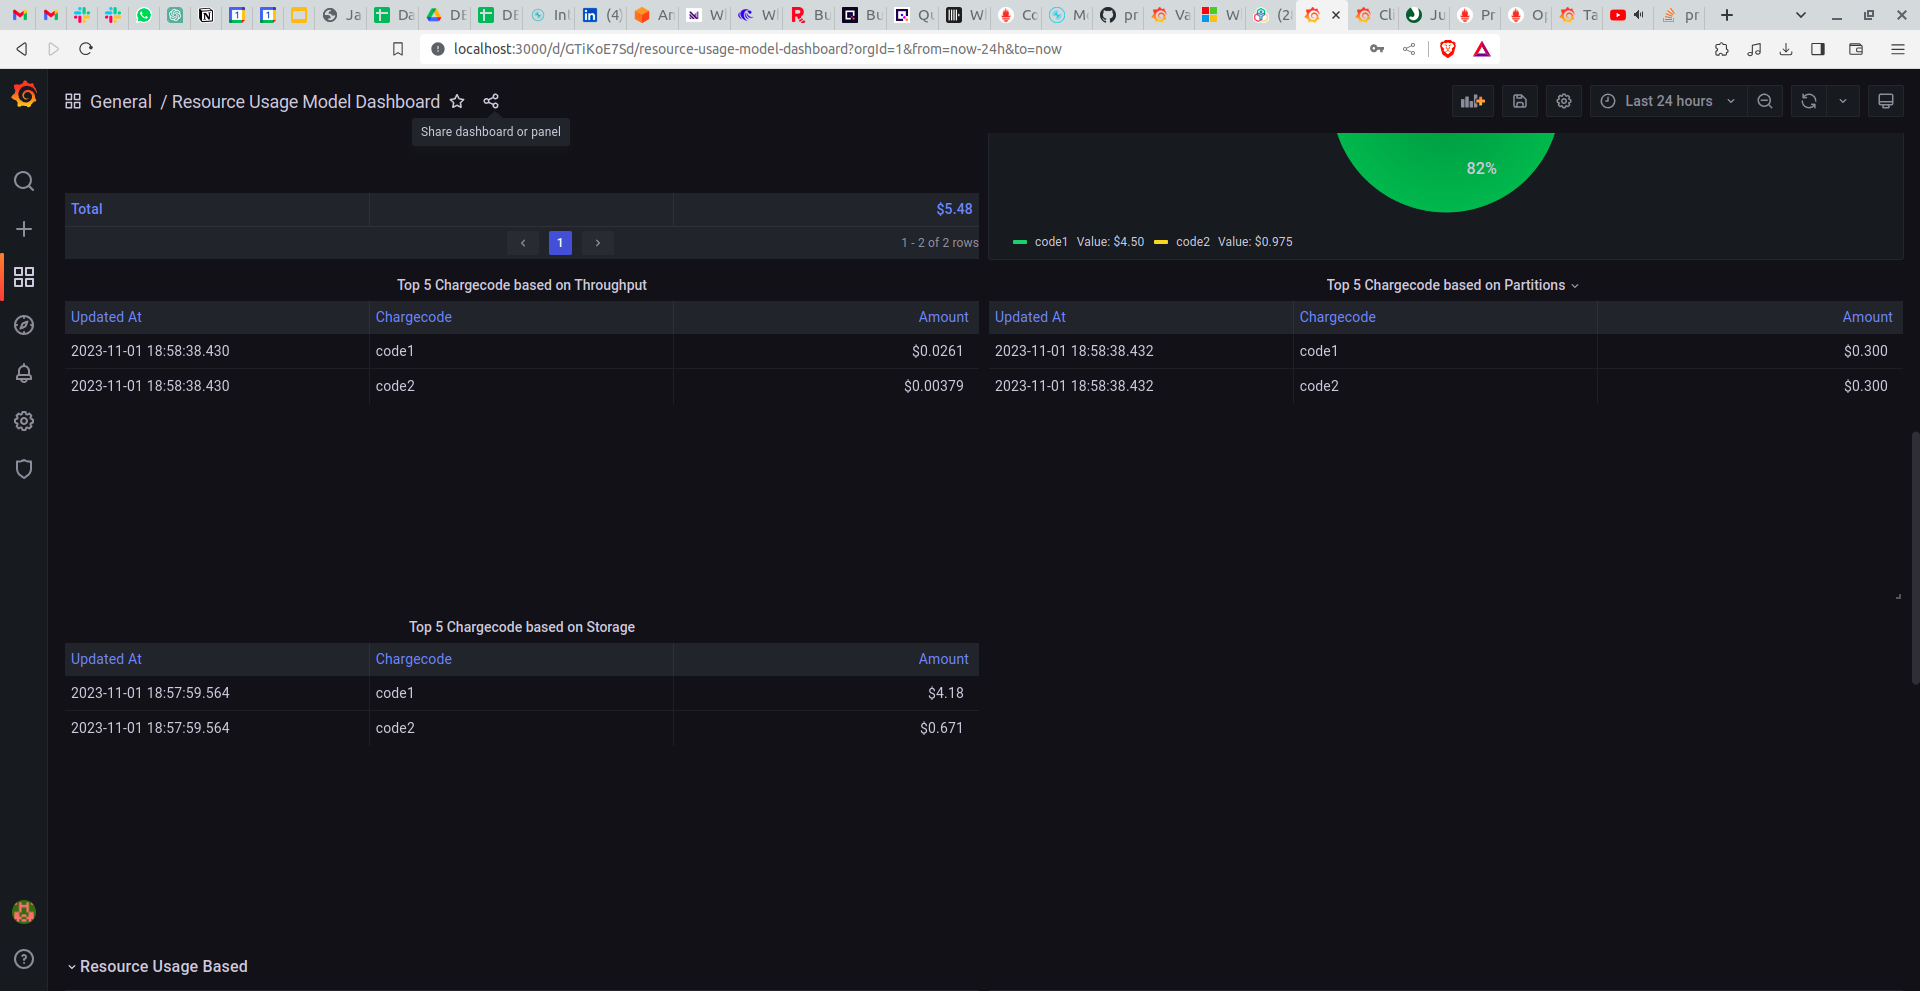 1
1
Ja
Da
DE
DE
In
(4)
An
W
W
Bu
Bu
Qu
W
Co
Mo
pr
Va
W
(2
Cl
Ju
Pr
O
Ta
pr
localhost:3000/d/GTiKoE7Sd/resource-usage-model-dashboard?orgId=1&from=now-24h&to=now
General / Resource Usage Model Dashboard
Last 24 hours
Share dashboard or panel
82%
Total $5.48
1
1 - 2 of 2 rows
code1 Value: $4.50 code2 Value: $0.975
Top 5 Chargecode based on Throughput
Updated At Chargecode Amount
2023-11-01 18:58:38.430 code1 $0.0261
2023-11-01 18:58:38.430 code2 $0.00379
Top 5 Chargecode based on Partitions
Updated At Chargecode Amount
2023-11-01 18:58:38.432 code1 $0.300
2023-11-01 18:58:38.432 code2 $0.300
Top 5 Chargecode based on Storage
Updated At Chargecode Amount
2023-11-01 18:57:59.564 code1 $4.18
2023-11-01 18:57:59.564 code2 $0.671
Resource Usage Based